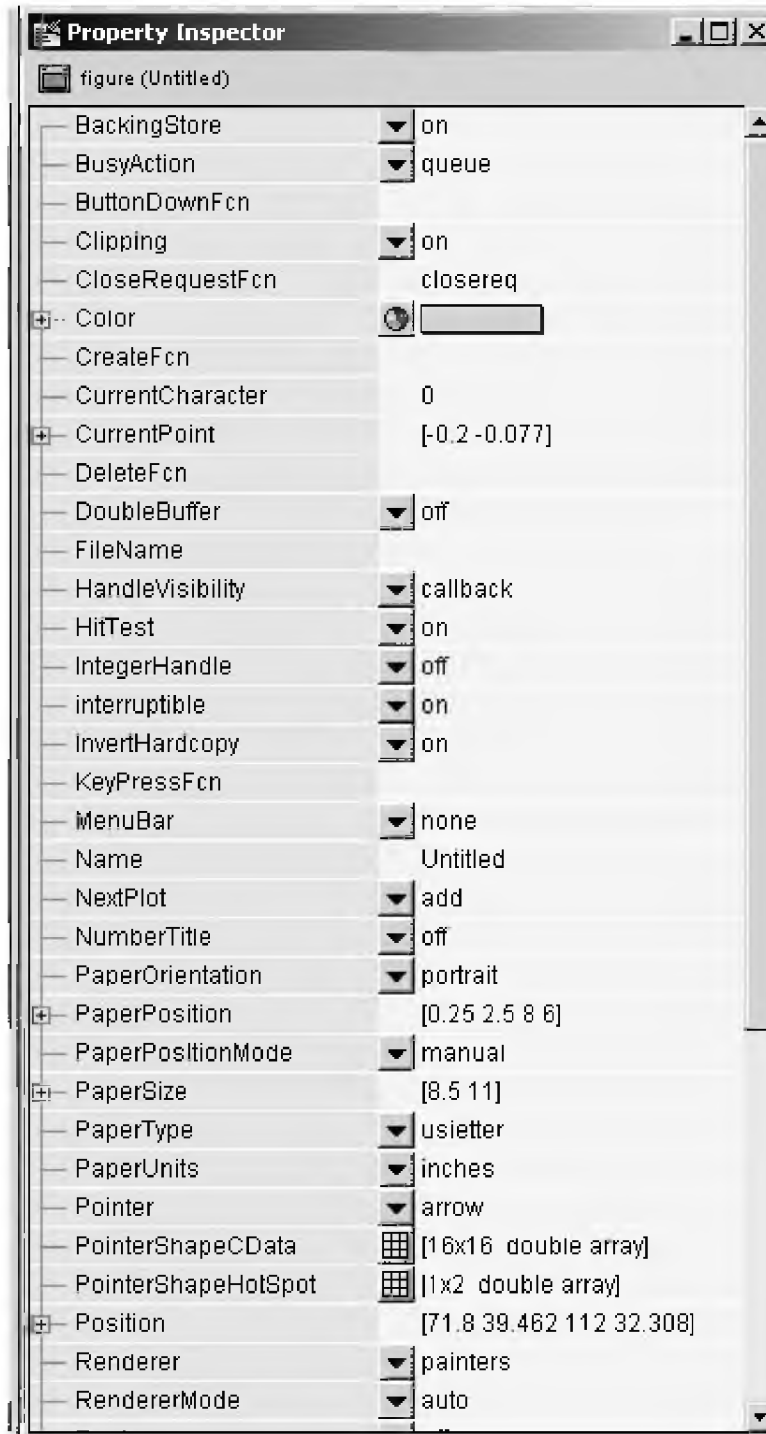 Property Inspector
figure (Untitled)
BackingStore on
BusyAction queue
ButtonDownFcn
Clipping on
CloseRequestFcn closereq
Color
CreateFcn
CurrentCharacter 0
CurrentPoint [-0.2 -0.077]
DeleteFcn
DoubleBuffer off
FileName
HandleVisibility callback
HitTest on
IntegerHandle off
interruptible on
InvertHardcopy on
KeyPressFcn
MenuBar none
Name Untitled
NextPlot add
NumberTitle off
PaperOrientation portrait
PaperPosition [0.25 2.5 8 6]
PaperPositionMode manual
PaperSize [8.5 11]
PaperType usietter
PaperUnits inches
Pointer arrow
PointerShapeCData [16x16 double array]
PointerShapeHotSpot [1x2 double array]
Position [71.8 39.462 112 32.308]
Renderer painters
RendererMode auto